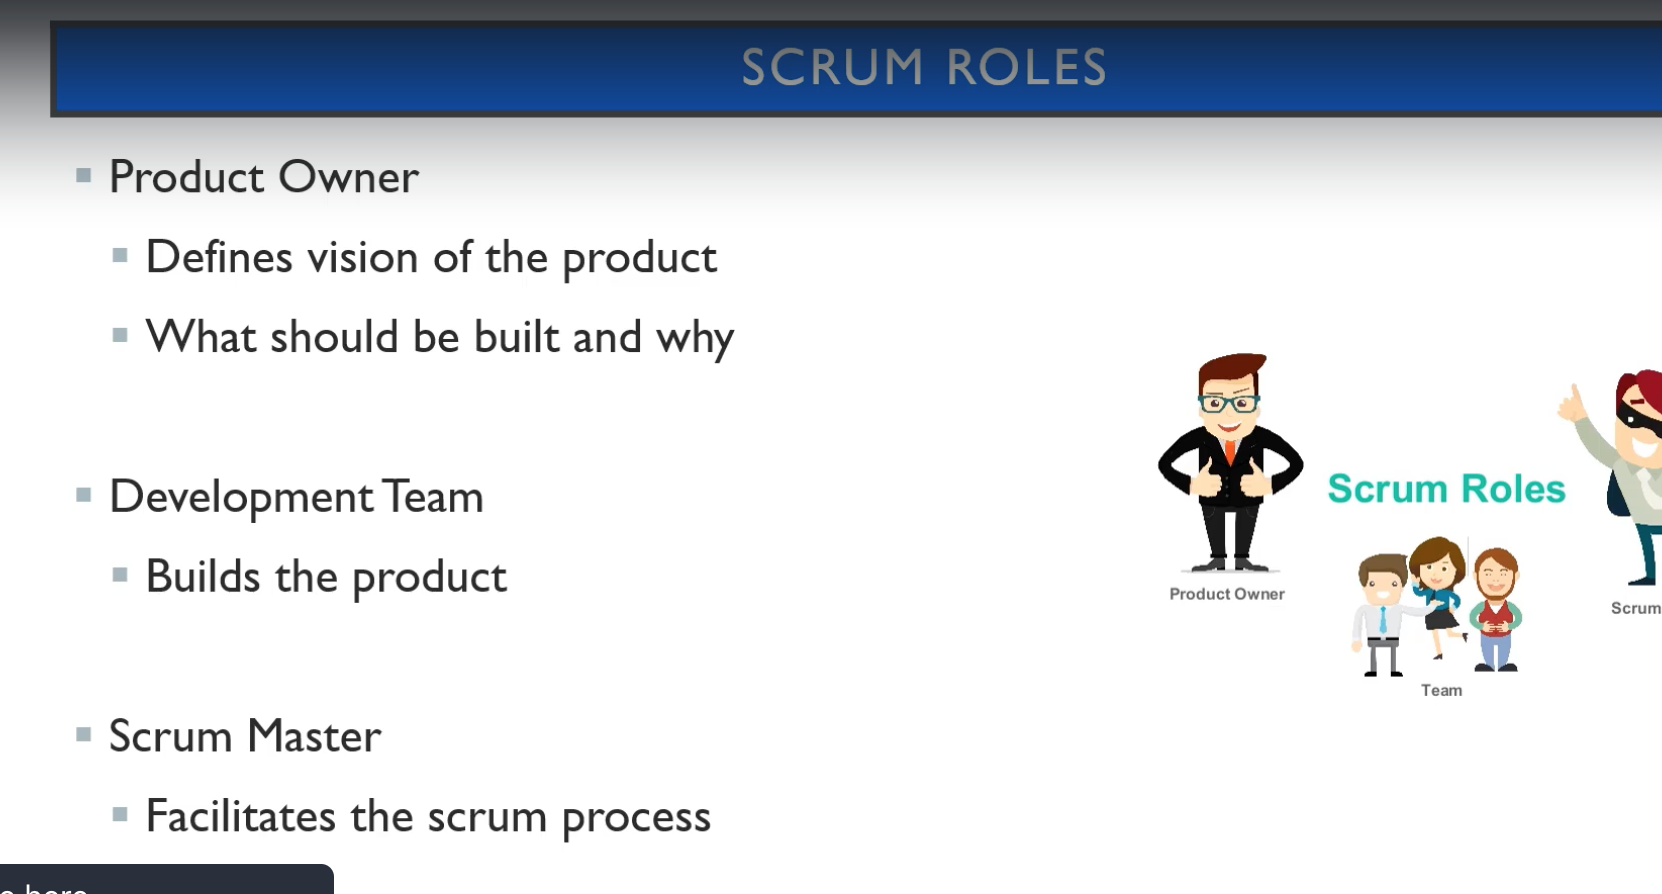 SCRUM ROLES
Product Owner
Defines vision of the product
What should be built and why
Development Team
Builds the product
Scrum Master
Facilitates the scrum process
Scrum Roles
Product Owner
Team
Scrum
here